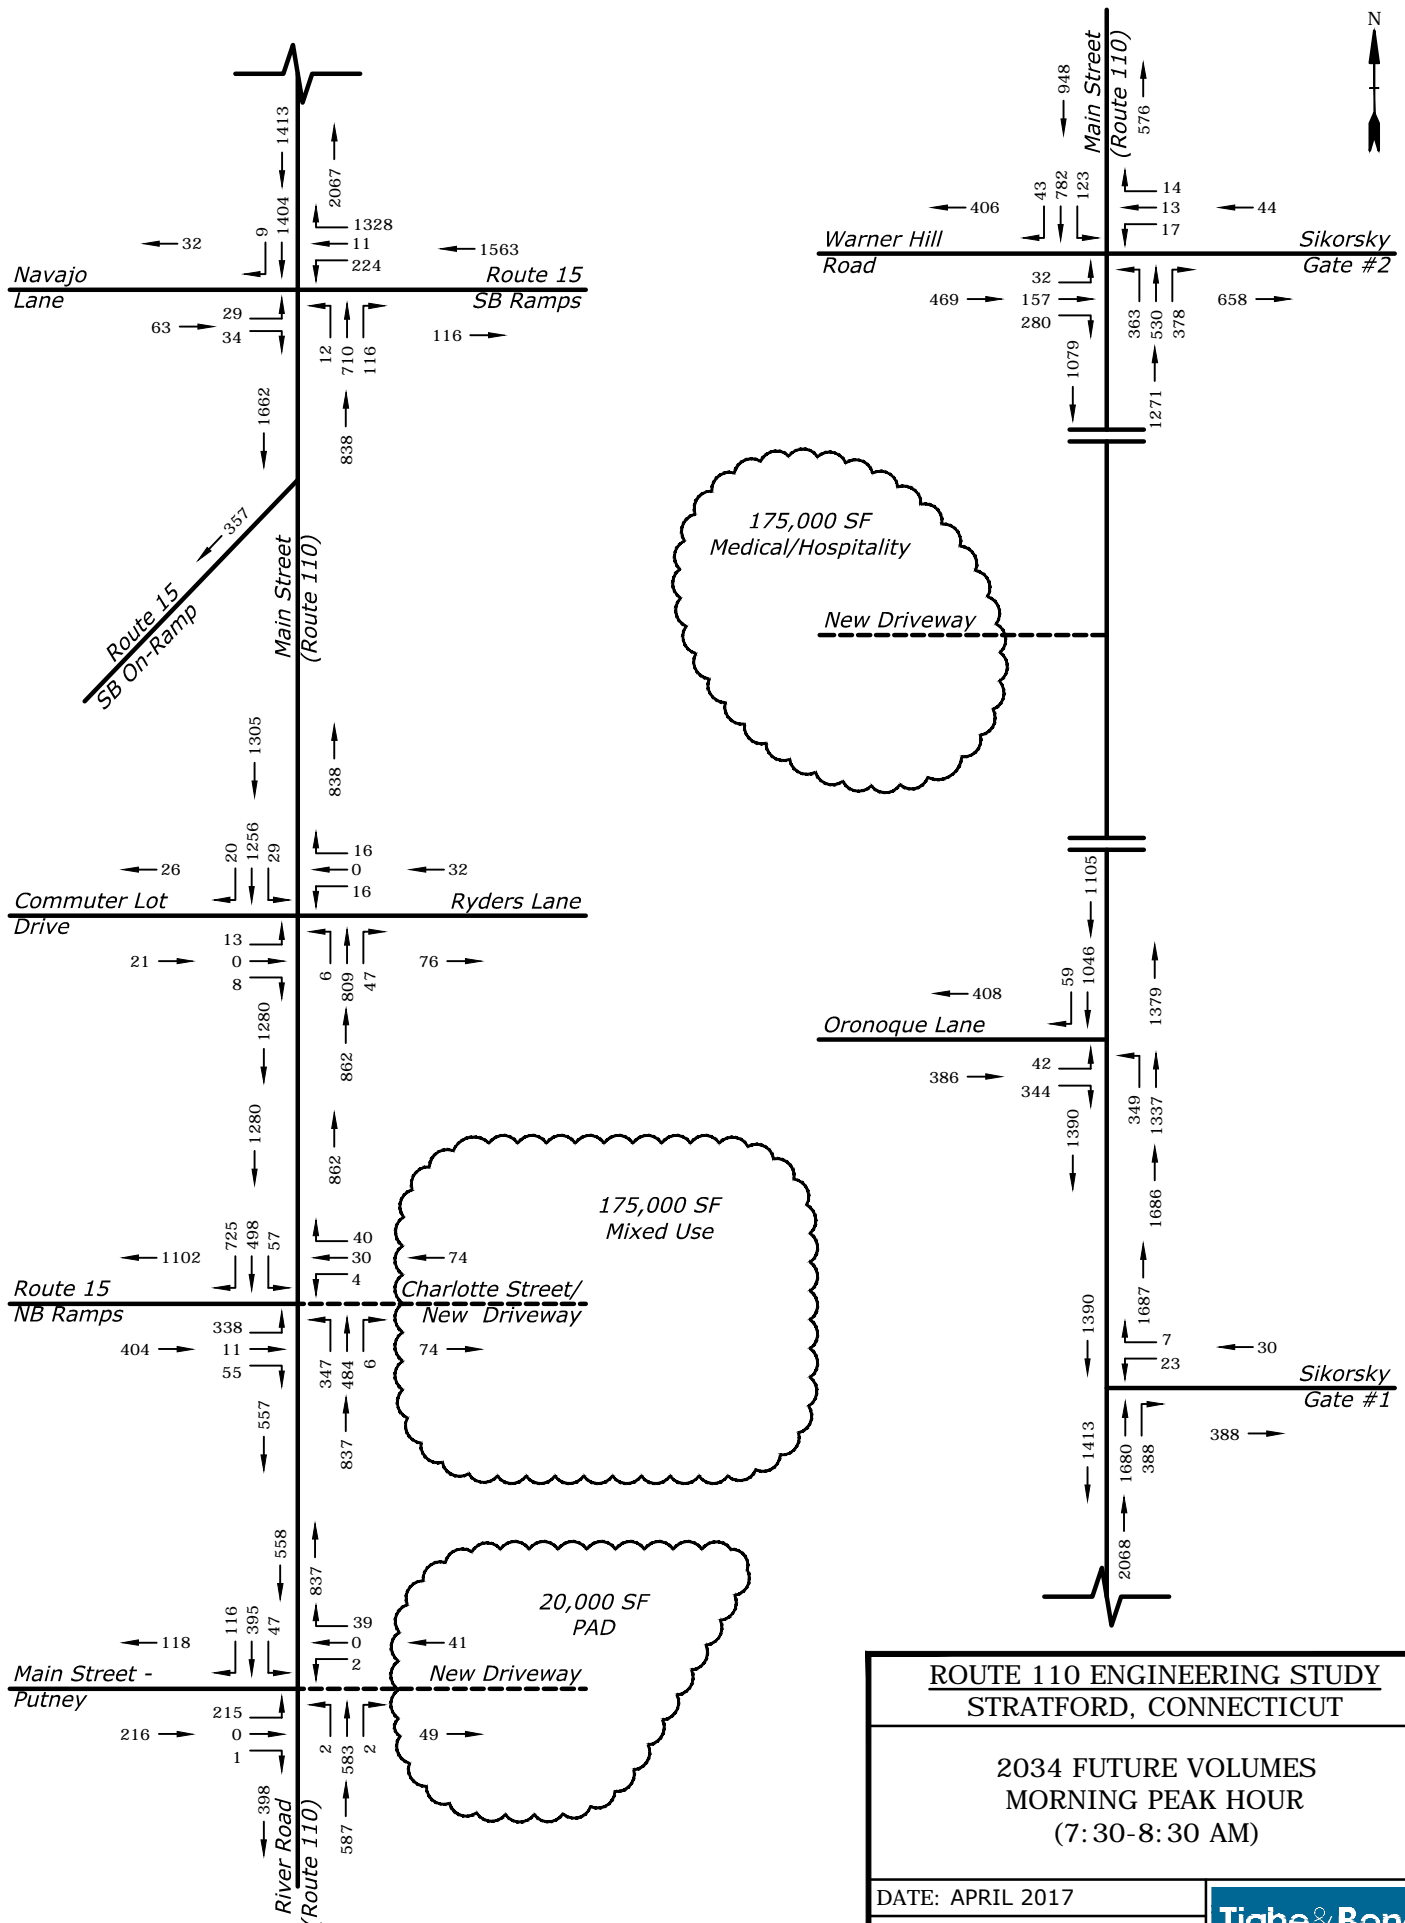 1413
2067
1404
9
32
1328
11
224
1563
Navajo
Lane
Route 15
SB Ramps
63
29
34
12
710
116
116
1662
838
357
Route 15
SB On-Ramp
Main Street
(Route 110)
1305
838
20
1256
29
26
16
0
16
32
Commuter Lot
Drive
Ryders Lane
21
13
0
8
6
809
47
76
1280
862
1280
862
725
498
57
1102
40
30
4
74
Route 15
NB Ramps
Charlotte Street/
New Driveway
404
338
11
55
347
484
6
74
557
837
175,000 SF
Mixed Use
558
837
116
395
47
118
39
0
2
41
20,000 SF
PAD
Main Street -
Putney
New Driveway
216
215
0
1
2
583
2
49
398
587
River Road
(Route 110)
948
Main Street
(Route 110)
576
N
43
782
123
406
14
13
17
44
Warner Hill
Road
Sikorsky
Gate #2
469
32
157
280
363
530
378
658
1079
1271
175,000 SF
Medical/Hospitality
New Driveway
1105
59
1046
408
1379
Oronoque Lane
386
42
344
349
1337
1390
1686
1687
1390
7
23
30
Sikorsky
Gate #1
388
1413
1680
388
2068
ROUTE 110 ENGINEERING STUDY
STRATFORD, CONNECTICUT
2034 FUTURE VOLUMES
MORNING PEAK HOUR
(7:30-8:30 AM)
DATE: APRIL 2017